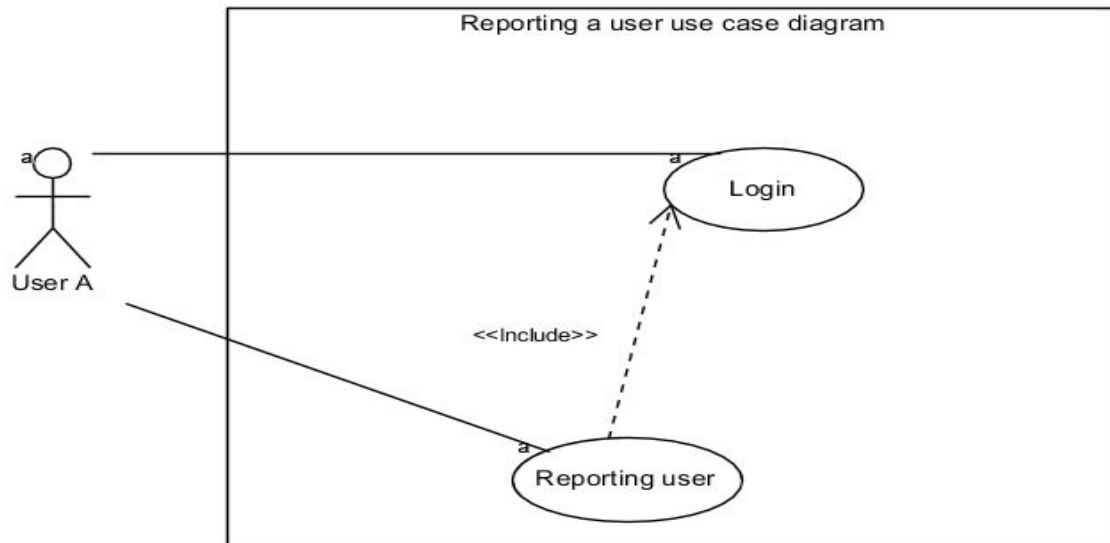 Reporting a user use case diagram
a
a
Login
User A
<<Include>>
a
Reporting user